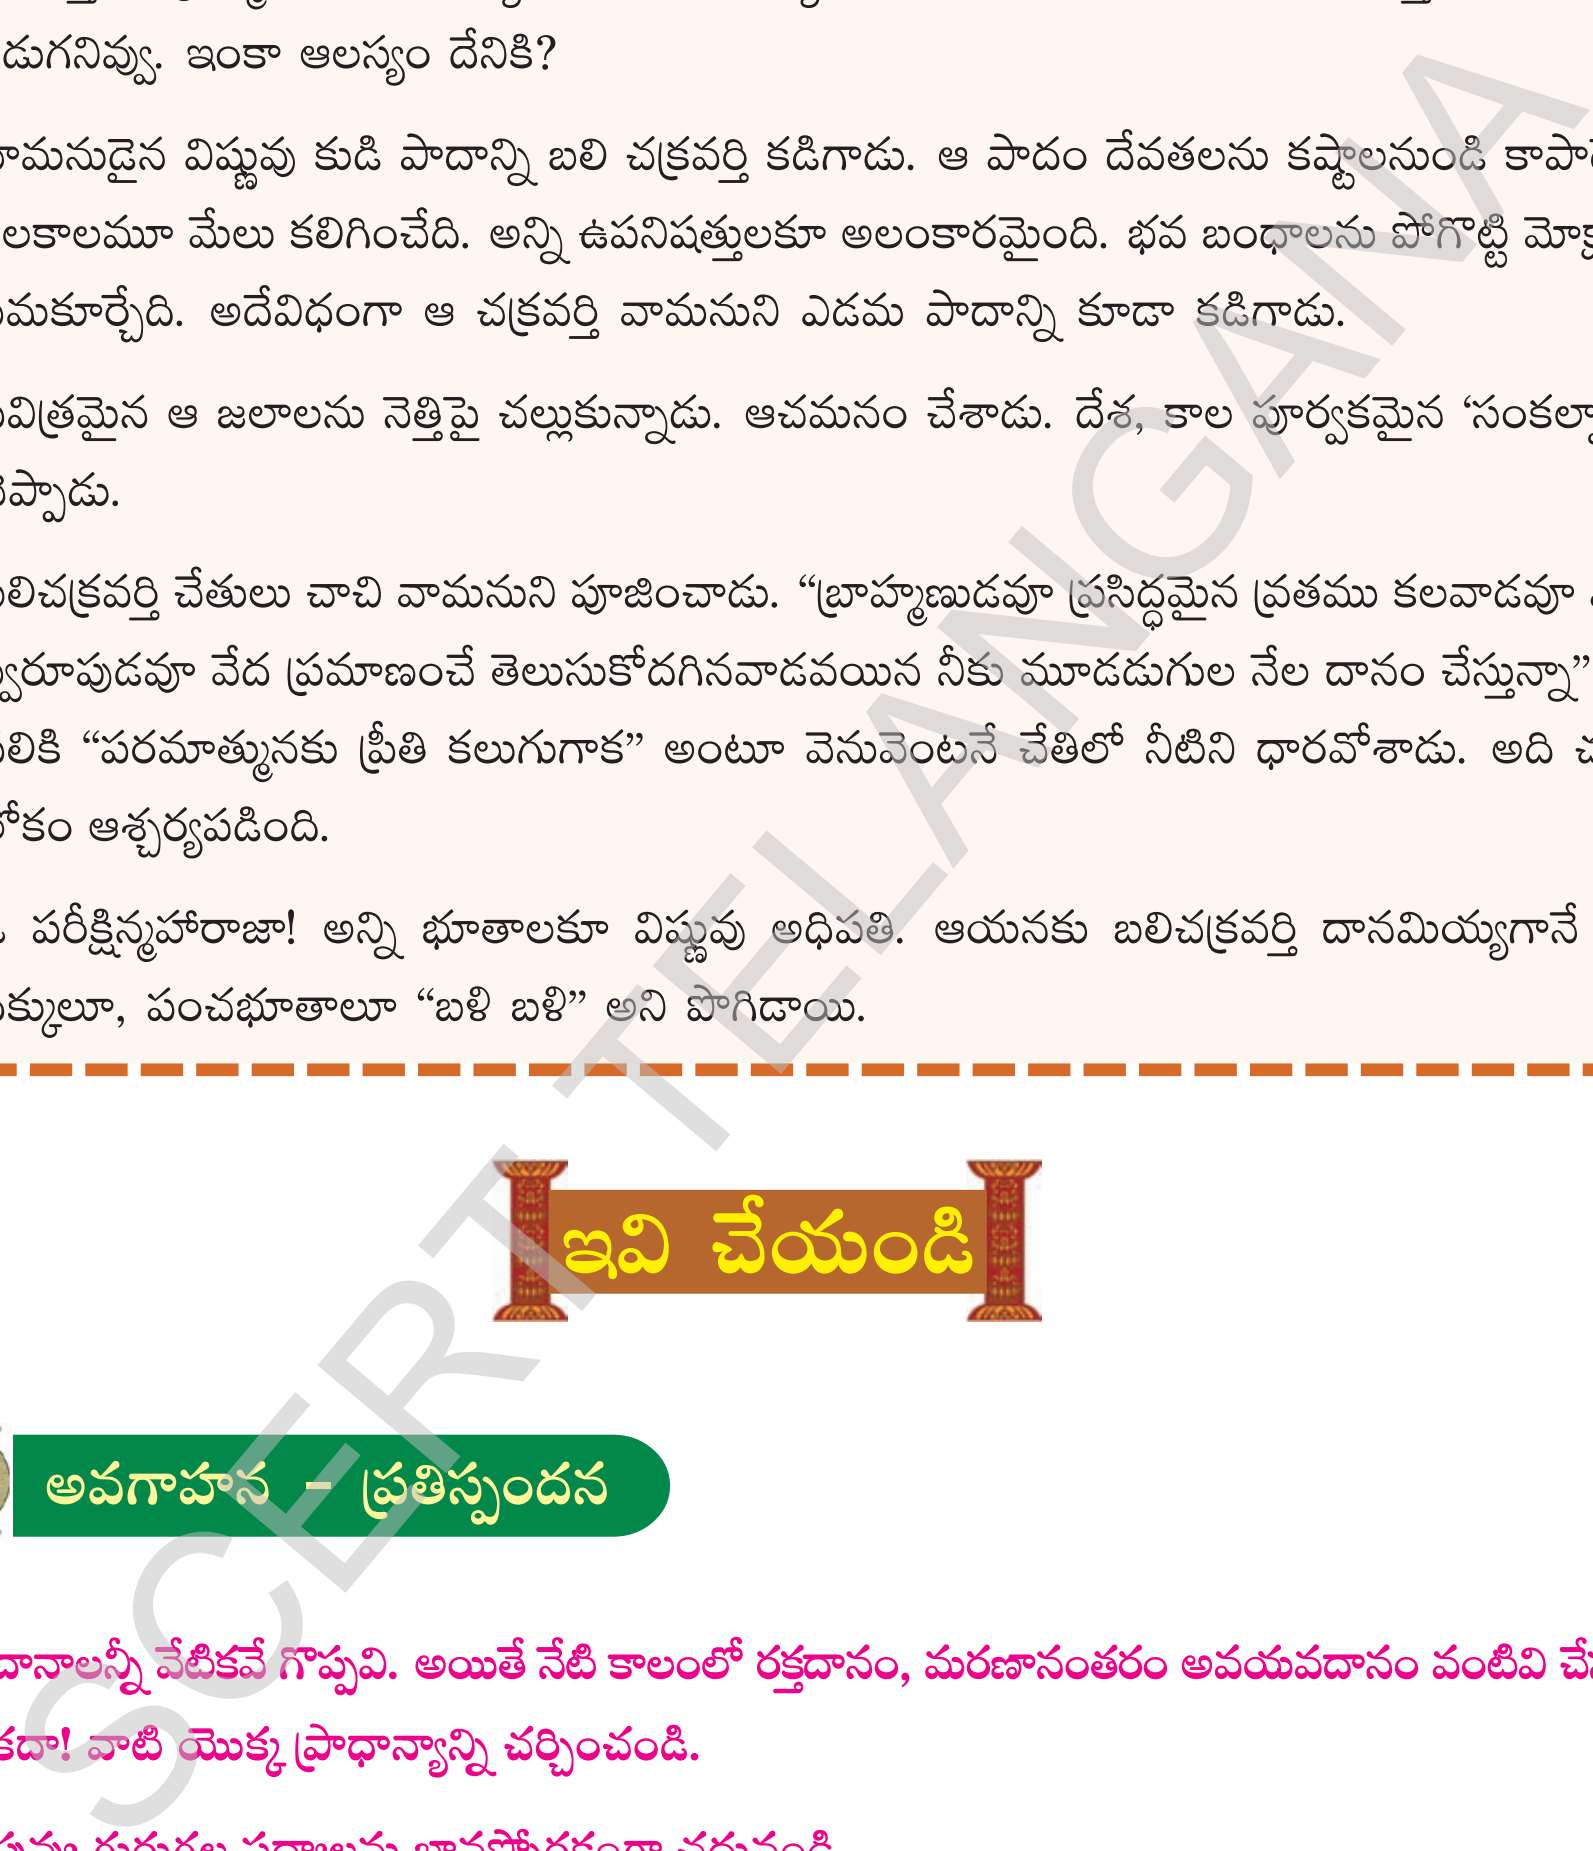 డుగనివ్వు. ఇంకా ఆలస్యం దేనికి?
వామనుడైన విష్ణువు కుడి పాదాన్ని బలి చక్రవర్తి కడిగాడు. ఆ పాదం దేవతలను కష్టాలనుండి
లకాలమూ మేలు కలిగించేది. అన్ని ఉపనిషత్తులకూ అలంకారమైంది. భవ బంధాలను పోగొట్టి
సమకూర్చేది. అదేవిధంగా ఆ చక్రవర్తి వామనుని ఎడమ పాదాన్ని కూడా కడిగాడు.
పవిత్రమైన ఆ జలాలను నెత్తిపై చల్లుకున్నాడు. ఆచమనం చేశాడు. దేశ, కాల పూర్వకమైన
చెప్పాడు.
బలిచక్రవర్తి చేతులు చాచి వామనుని పూజించాడు. “బ్రాహ్మణుడవూ ప్రసిద్ధమైన వ్రతము కలవాడవూ
స్వరూపుడవూ వేద ప్రమాణంచే తెలుసుకోదగినవాడవయిన నీకు మూడడుగుల నేల దానం చేస్తున్నా”
పలికి “పరమాత్మునకు ప్రీతి కలుగుగాక” అంటూ వెనువెంటనే చేతిలో నీటిని ధారవోశాడు. అది
లోకం ఆశ్చర్యపడింది.
ఓ పరీక్షిన్మహారాజా! అన్ని భూతాలకూ విష్ణువు అధిపతి. ఆయనకు బలిచక్రవర్తి దానమియ్యగానే
దిక్కులూ, పంచభూతాలూ “బళి బళి” అని పొగిడాయి.
ఇవి చేయండి
అవగాహన - ప్రతిస్పందన
దానాలన్నీ వేటికవే గొప్పవి. అయితే నేటి కాలంలో రక్తదానం, మరణానంతరం అవయవదానం వంటివి
కదా! వాటి యొక్క ప్రాధాన్యాన్ని చర్చించండి.
SCERT TELANGANA